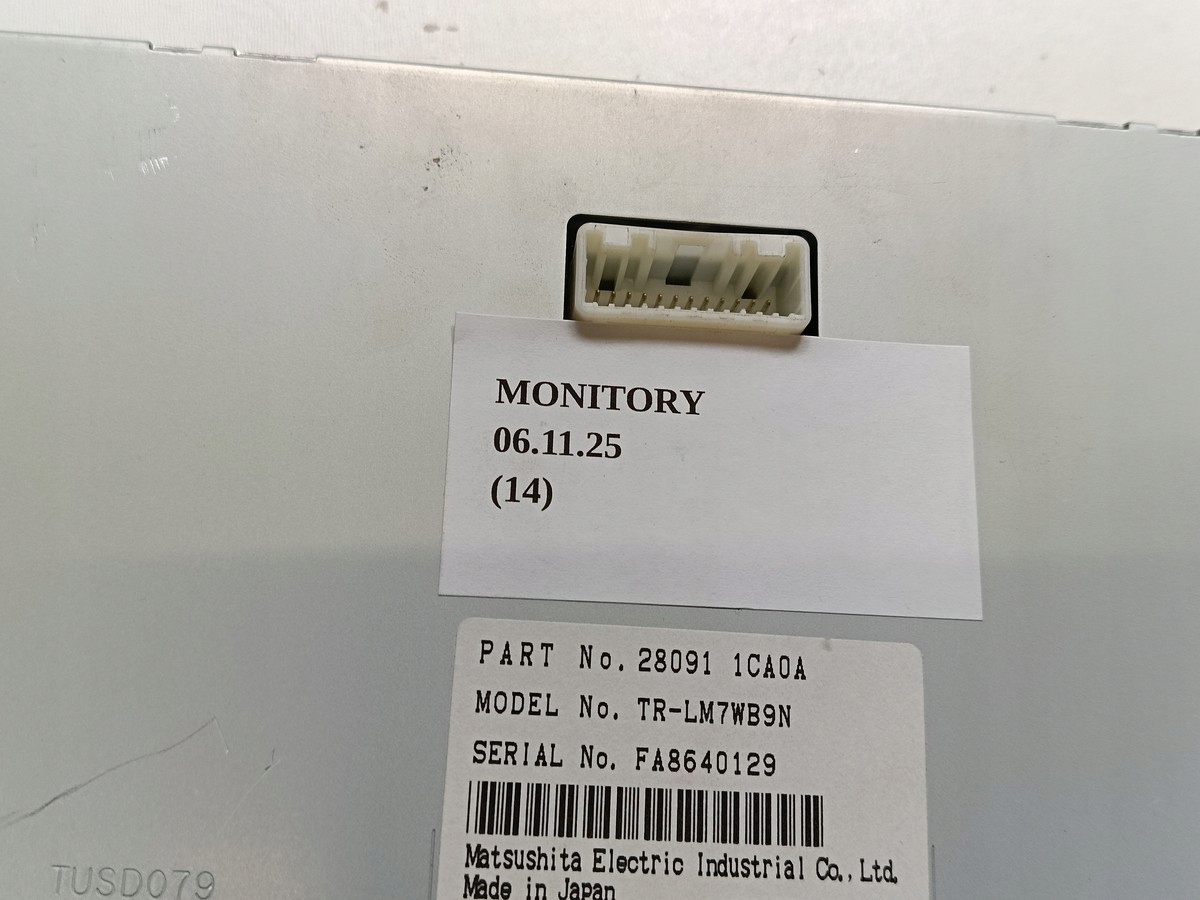 MONITORY
06.11.25
(14)
PART No. 28091 1CA0A
MODEL No. TR-LM7WB9N
SERIAL No. FA8640129
Matsushita Electric Industrial Co., Ltd.
Made in Japan
TUSD079